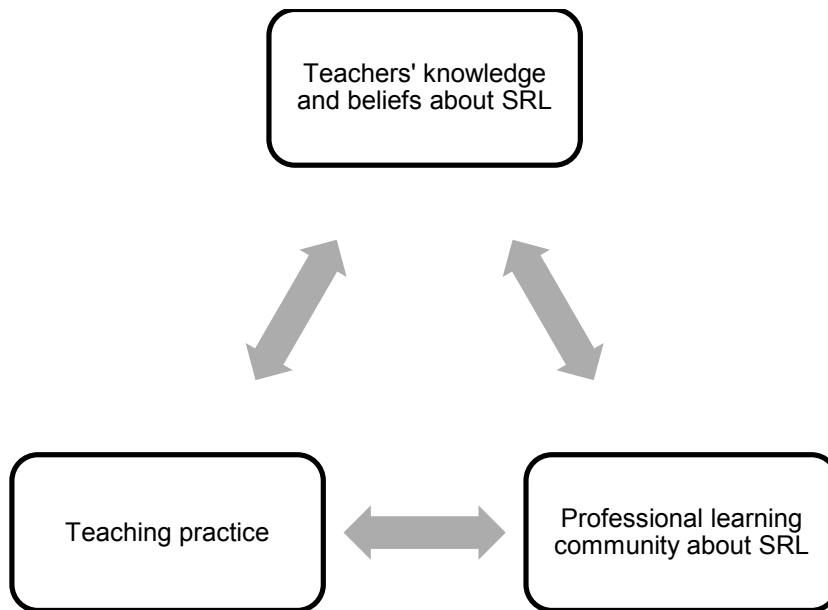 Teachers' knowledge
and beliefs about SRL
Teaching practice
Professional learning
community about SRL